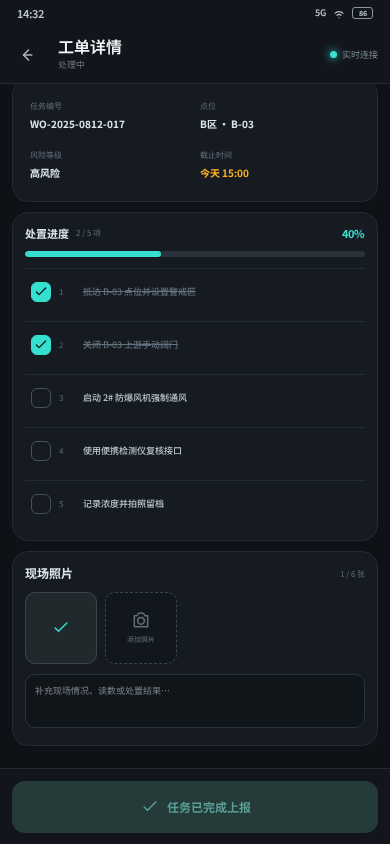 14:32
5G
86
工单详情
处理中
实时连接
任务编号
点位
WO-2025-0812-017
B区 · B-03
风险等级
截止时间
高风险
今天 15:00
处置进度 2 / 5 项
40%
1 抵达 B-03 点位并设置警戒区
2 关闭 B-03 上游手动阀门
3 启动 2# 防爆风机强制通风
4 使用便携检测仪复核接口
5 记录浓度并拍照留档
现场照片
1 / 6 张
添加照片
补充现场情况、读数或处置结果…
任务已完成上报